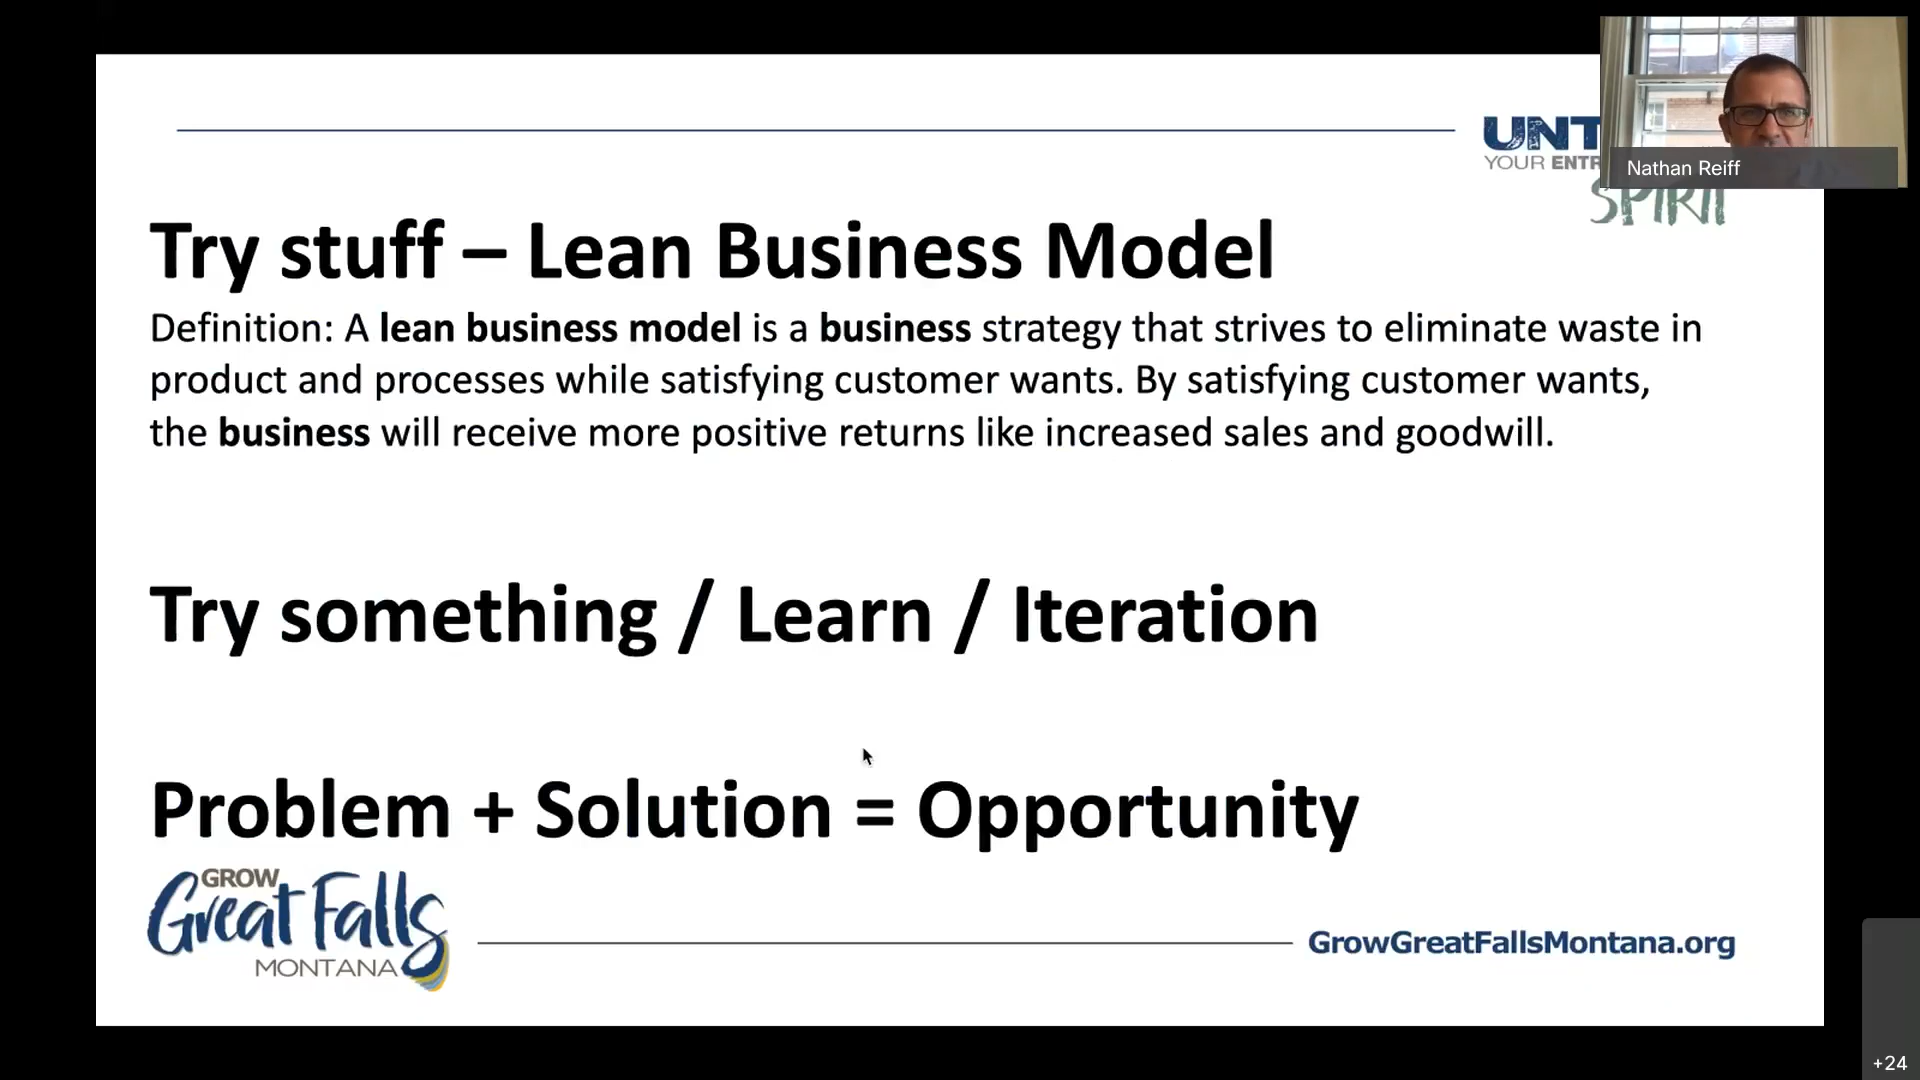 UNT
YOUR ENTR
SPIRIT
Nathan Reiff
Try stuff – Lean Business Model
Definition: A lean business model is a business strategy that strives to eliminate waste in
product and processes while satisfying customer wants. By satisfying customer wants,
the business will receive more positive returns like increased sales and goodwill.
Try something / Learn / Iteration
Problem + Solution = Opportunity
GROW
Great Falls
MONTANA
GrowGreatFallsMontana.org
+24